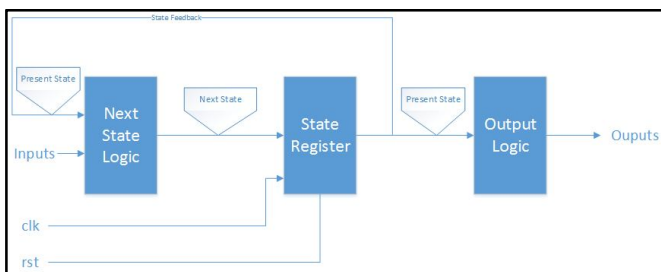 State Feedback
Present State
Next State
Present State
Next
State
Logic
State
Register
Output
Logic
Inputs
Ouputs
clk
rst